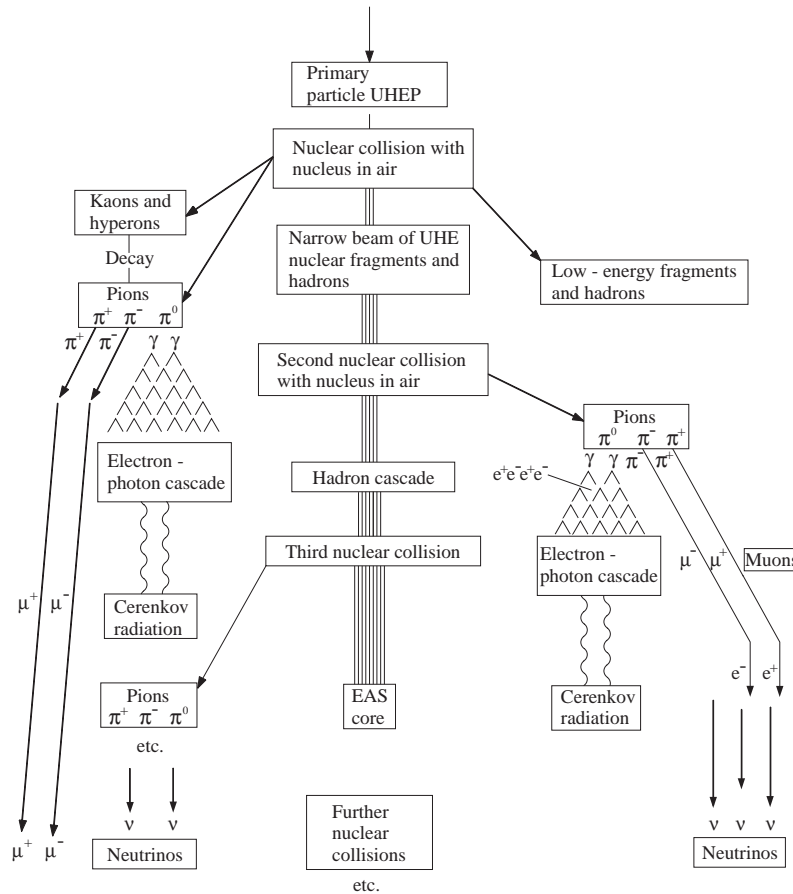 Primary
particle UHEP
Nuclear collision with
nucleus in air
Kaons and
hyperons
Decay
Narrow beam of UHE
nuclear fragments and
hadrons
Low - energy fragments
and hadrons
Pions
π⁺ π⁻ π⁰
π⁺ π⁻ γ γ
Second nuclear collision
with nucleus in air
Pions
π⁰ π⁻ π⁺
γ γ π⁻ π⁺
Electron -
photon cascade
Hadron cascade
e⁺e⁻e⁺e⁻
Third nuclear collision
Electron -
photon cascade
μ⁻ μ⁺
Muons
μ⁺ μ⁻
Cerenkov
radiation
e⁻ e⁺
Pions
π⁺ π⁻ π⁰
etc.
EAS
core
Cerenkov
radiation
ν ν
Neutrinos
μ⁺ μ⁻
Further
nuclear
collisions
etc.
ν ν ν
Neutrinos